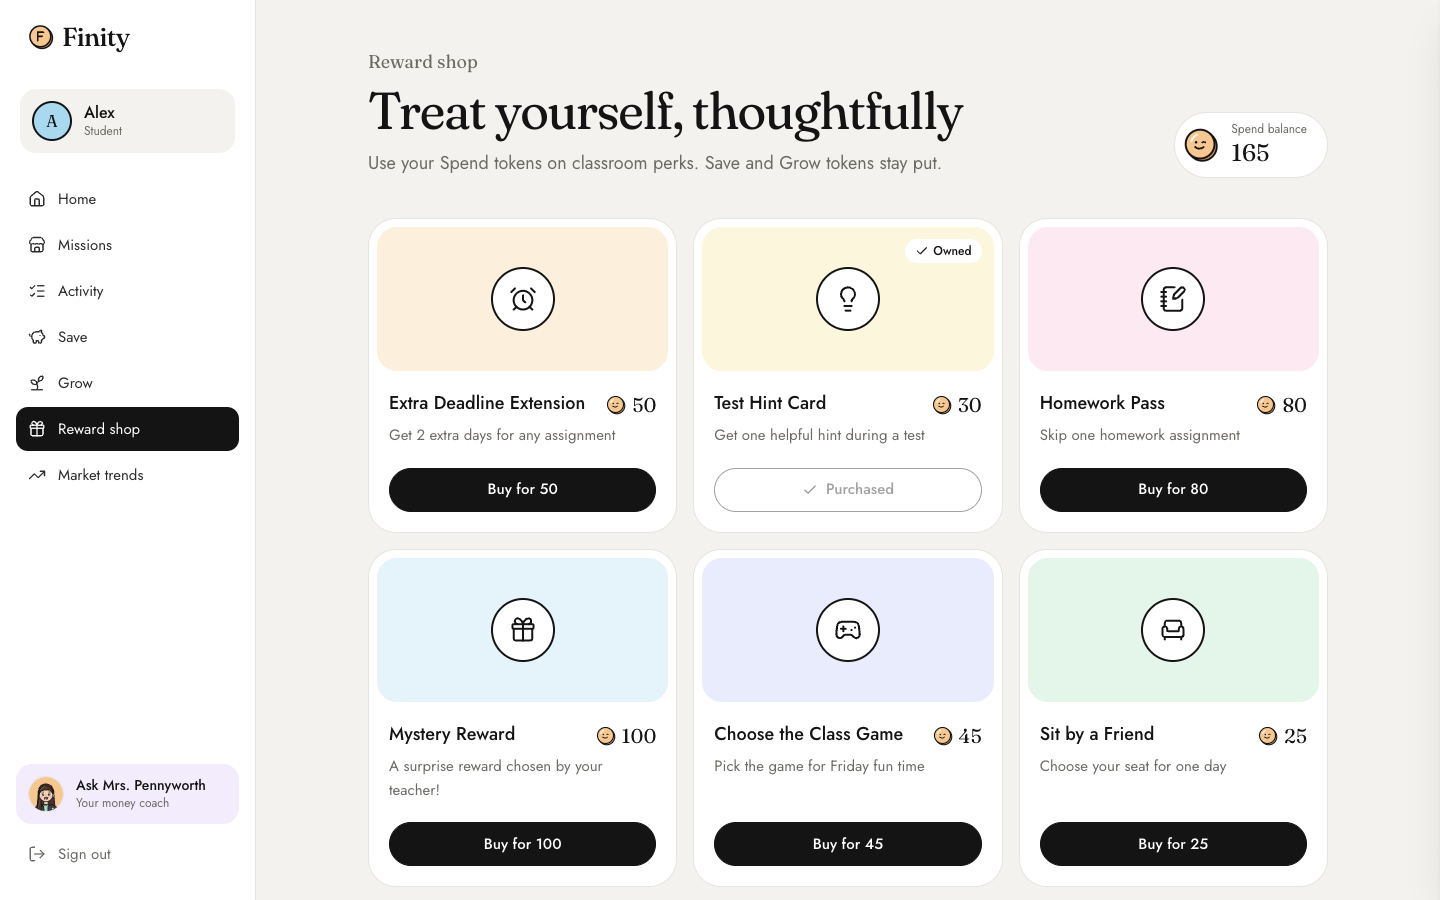 Finity
A
Alex
Student
Home
Missions
Activity
Save
Grow
Reward shop
Market trends
Ask Mrs. Pennyworth
Your money coach
Sign out
Reward shop
Treat yourself, thoughtfully
Use your Spend tokens on classroom perks. Save and Grow tokens stay put.
Spend balance
165
Extra Deadline Extension 50
Get 2 extra days for any assignment
Buy for 50
Owned
Test Hint Card 30
Get one helpful hint during a test
Purchased
Homework Pass 80
Skip one homework assignment
Buy for 80
Mystery Reward 100
A surprise reward chosen by your
teacher!
Buy for 100
Choose the Class Game 45
Pick the game for Friday fun time
Buy for 45
Sit by a Friend 25
Choose your seat for one day
Buy for 25